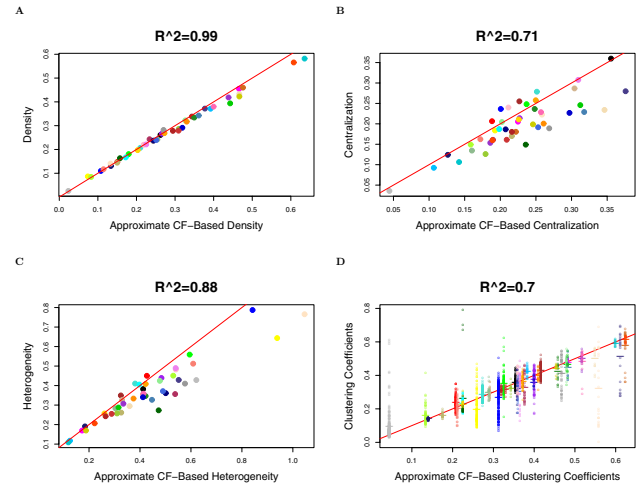 A
R^2=0.99
Density
0.1 0.2 0.3 0.4 0.5 0.6
0.0 0.1 0.2 0.3 0.4 0.5 0.6
Approximate CF-Based Density
B
R^2=0.71
Centralization
0.05 0.10 0.15 0.20 0.25 0.30 0.35
0.05 0.10 0.15 0.20 0.25 0.30 0.35
Approximate CF-Based Centralization
C
R^2=0.88
Heterogeneity
0.1 0.2 0.3 0.4 0.5 0.6 0.7 0.8
0.2 0.4 0.6 0.8 1.0
Approximate CF-Based Heterogeneity
D
R^2=0.7
Clustering Coefficients
0.0 0.2 0.4 0.6 0.8
0.1 0.2 0.3 0.4 0.5 0.6
Approximate CF-Based Clustering Coefficients